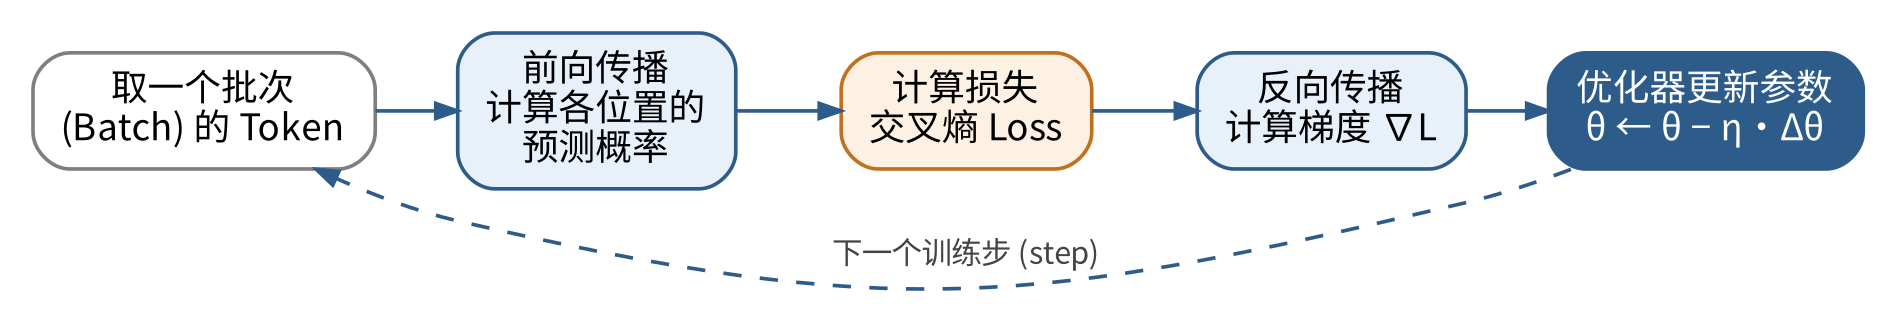 取一个批次
(Batch) 的 Token
前向传播
计算各位置的
预测概率
计算损失
交叉熵 Loss
反向传播
计算梯度 ∇L
优化器更新参数
θ ← θ − η · Δθ
下一个训练步 (step)